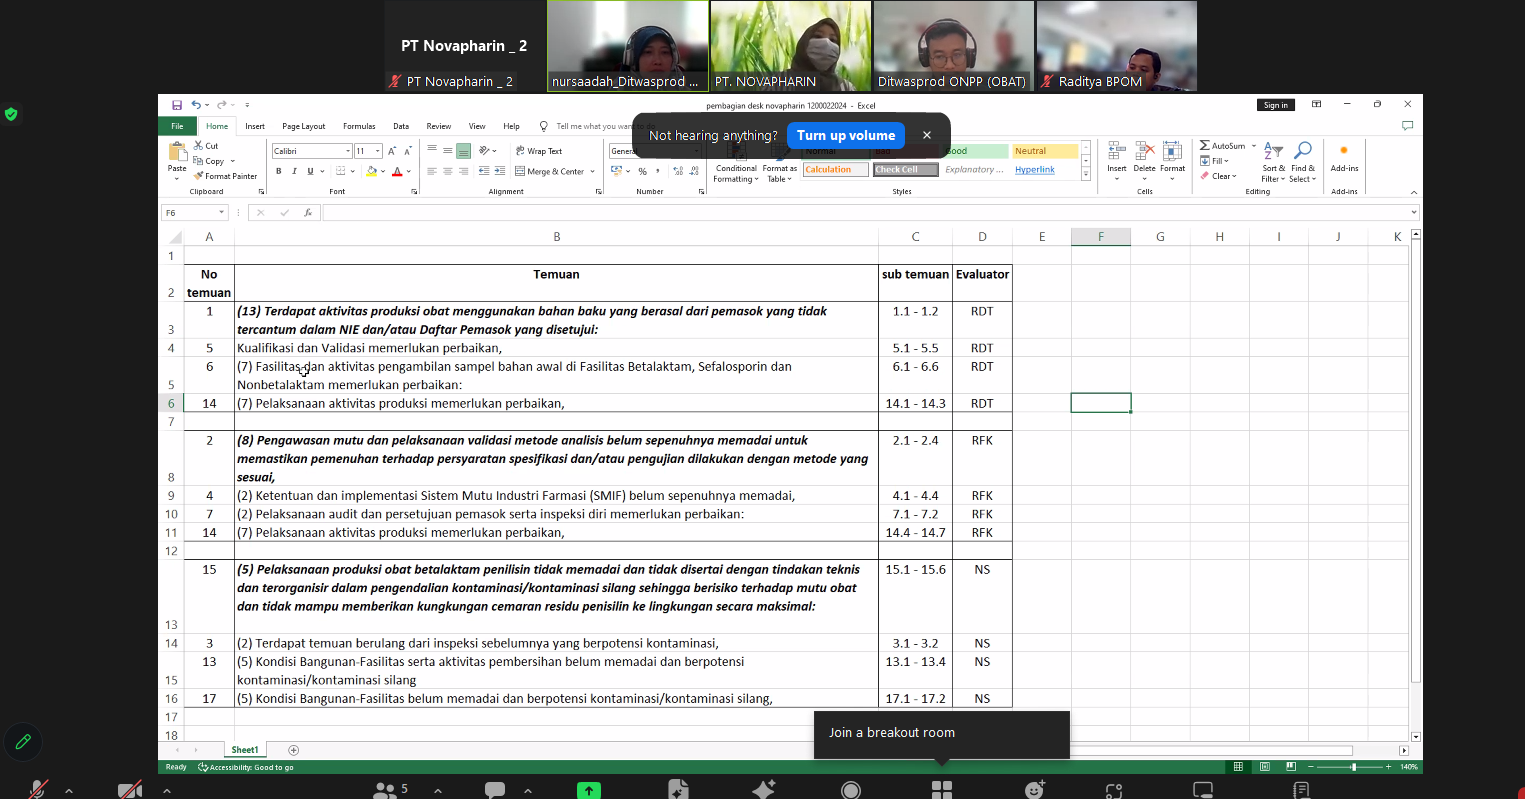 PT Novapharin _ 2
PT Novapharin _ 2
nursaadah_Ditwasprod ...
PT. NOVAPHARIN
Ditwasprod ONPP (OBAT)
Raditya BPOM
pembagian desk novapharin 1200022024 - Excel
Sign in
File Home Insert Page Layout Formulas Data Review View Help Tell me what you want
Not hearing anything? Turn up volume
Cut
Copy
Format Painter
Paste
Clipboard
Calibri 11
B I U
Font
Wrap Text
Merge & Center
Alignment
General
Number
Conditional Formatting
Format as Table
Normal Bad Good Neutral
Calculation Check Cell Explanatory ... Hyperlink
Styles
Insert Delete Format
Cells
AutoSum
Fill
Clear
Sort & Filter
Find & Select
Editing
Add-ins
Add-ins
F6
fx
A B C D E F G H I J K
1
2 No temuan Temuan sub temuan Evaluator
3 1 (13) Terdapat aktivitas produksi obat menggunakan bahan baku yang berasal dari pemasok yang tidak 1.1 - 1.2 RDT
tercantum dalam NIE dan/atau Daftar Pemasok yang disetujui:
4 5 Kualifikasi dan Validasi memerlukan perbaikan, 5.1 - 5.5 RDT
5 6 (7) Fasilitas dan aktivitas pengambilan sampel bahan awal di Fasilitas Betalaktam, Sefalosporin dan 6.1 - 6.6 RDT
Nonbetalaktam memerlukan perbaikan:
6 14 (7) Pelaksanaan aktivitas produksi memerlukan perbaikan, 14.1 - 14.3 RDT
7
8 2 (8) Pengawasan mutu dan pelaksanaan validasi metode analisis belum sepenuhnya memadai untuk 2.1 - 2.4 RFK
memastikan pemenuhan terhadap persyaratan spesifikasi dan/atau pengujian dilakukan dengan metode yang
sesuai,
9 4 (2) Ketentuan dan implementasi Sistem Mutu Industri Farmasi (SMIF) belum sepenuhnya memadai, 4.1 - 4.4 RFK
10 7 (2) Pelaksanaan audit dan persetujuan pemasok serta inspeksi diri memerlukan perbaikan: 7.1 - 7.2 RFK
11 14 (7) Pelaksanaan aktivitas produksi memerlukan perbaikan, 14.4 - 14.7 RFK
12
13 15 (5) Pelaksanaan produksi obat betalaktam penilisin tidak memadai dan tidak disertai dengan tindakan teknis 15.1 - 15.6 NS
dan terorganisir dalam pengendalian kontaminasi/kontaminasi silang sehingga berisiko terhadap mutu obat
dan tidak mampu memberikan kungkungan cemaran residu penisilin ke lingkungan secara maksimal:
14 3 (2) Terdapat temuan berulang dari inspeksi sebelumnya yang berpotensi kontaminasi, 3.1 - 3.2 NS
15 13 (5) Kondisi Bangunan-Fasilitas serta aktivitas pembersihan belum memadai dan berpotensi 13.1 - 13.4 NS
kontaminasi/kontaminasi silang
16 17 (5) Kondisi Bangunan-Fasilitas belum memadai dan berpotensi kontaminasi/kontaminasi silang, 17.1 - 17.2 NS
17
18
Join a breakout room
Sheet1
Ready Accessibility: Good to go
140%
5